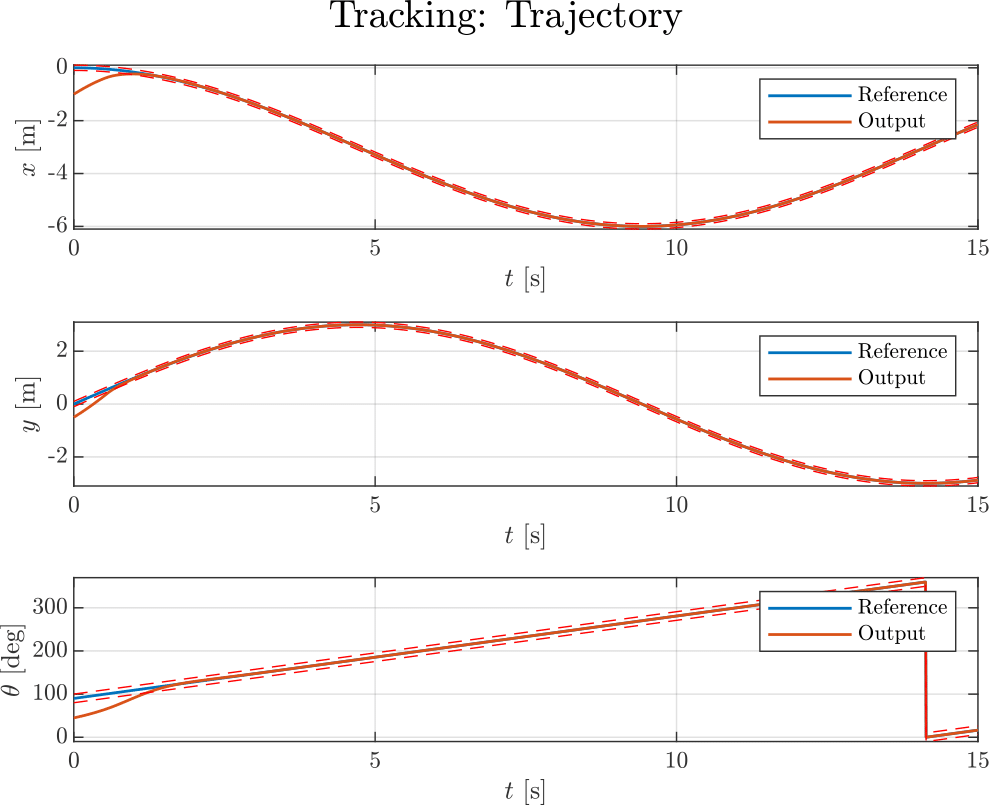 Tracking: Trajectory
0
-2
-4
-6
x [m]
Reference
Output
0 5 10 15
t [s]
2
0
-2
y [m]
Reference
Output
0 5 10 15
t [s]
300
200
100
0
θ [deg]
Reference
Output
0 5 10 15
t [s]